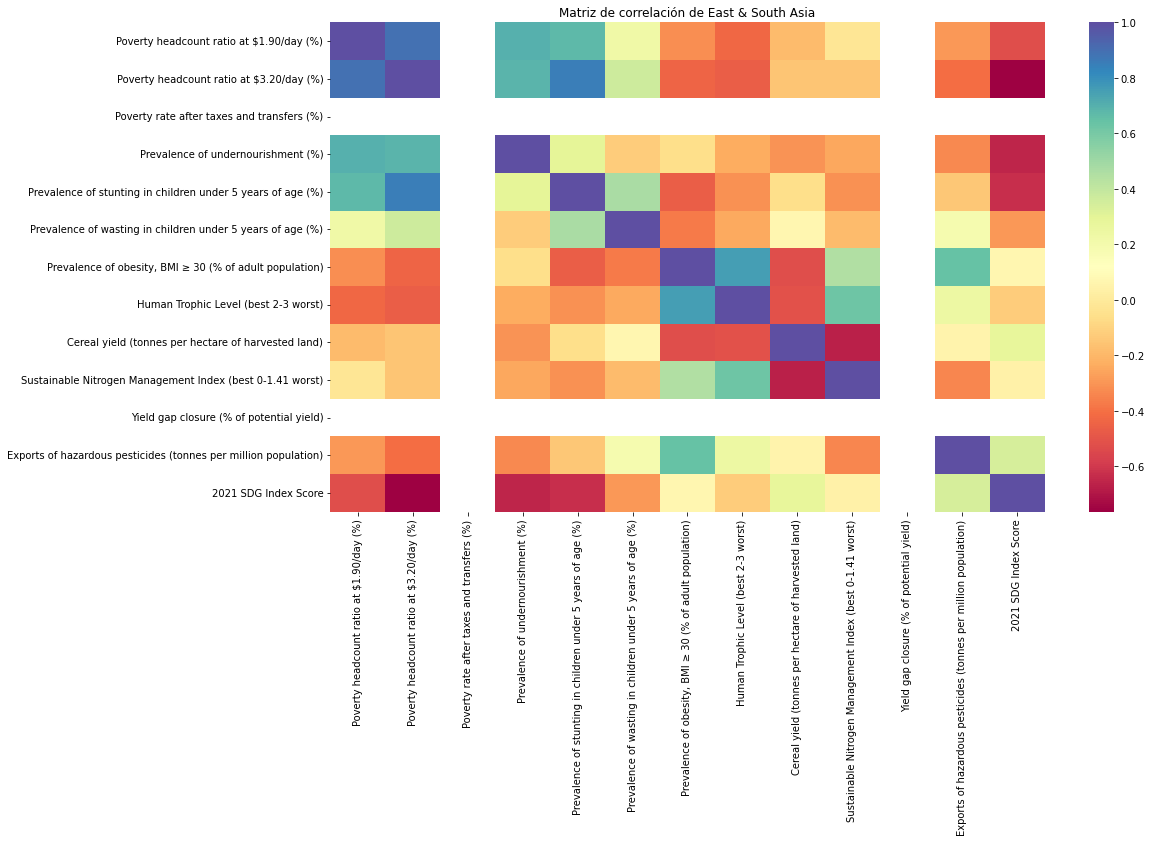 Matriz de correlación de East & South Asia
Poverty headcount ratio at $1.90/day (%)
Poverty headcount ratio at $3.20/day (%)
Poverty rate after taxes and transfers (%)
Prevalence of undernourishment (%)
Prevalence of stunting in children under 5 years of age (%)
Prevalence of wasting in children under 5 years of age (%)
Prevalence of obesity, BMI ≥ 30 (% of adult population)
Human Trophic Level (best 2-3 worst)
Cereal yield (tonnes per hectare of harvested land)
Sustainable Nitrogen Management Index (best 0-1.41 worst)
Yield gap closure (% of potential yield)
Exports of hazardous pesticides (tonnes per million population)
2021 SDG Index Score
Poverty headcount ratio at $1.90/day (%)
Poverty headcount ratio at $3.20/day (%)
Poverty rate after taxes and transfers (%)
Prevalence of undernourishment (%)
Prevalence of stunting in children under 5 years of age (%)
Prevalence of wasting in children under 5 years of age (%)
Prevalence of obesity, BMI ≥ 30 (% of adult population)
Human Trophic Level (best 2-3 worst)
Cereal yield (tonnes per hectare of harvested land)
Sustainable Nitrogen Management Index (best 0-1.41 worst)
Yield gap closure (% of potential yield)
Exports of hazardous pesticides (tonnes per million population)
2021 SDG Index Score
1.0
0.8
0.6
0.4
0.2
0.0
−0.2
−0.4
−0.6